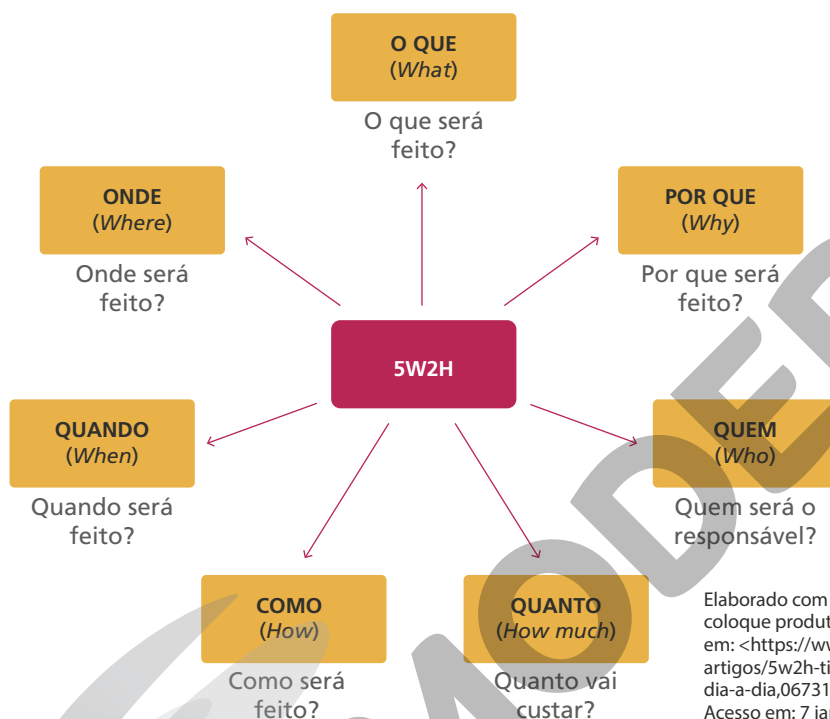 O QUE
(What)
O que será
feito?
ONDE
(Where)
Onde será
feito?
POR QUE
(Why)
Por que será
feito?
5W2H
QUANDO
(When)
Quando será
feito?
QUEM
(Who)
Quem será o
responsável?
COMO
(How)
Como será
feito?
QUANTO
(How much)
Quanto vai
custar?
Elaborado com
coloque produt
em: <https://w
artigos/5w2h-ti
dia-a-dia,06731
Acesso em: 7 jan